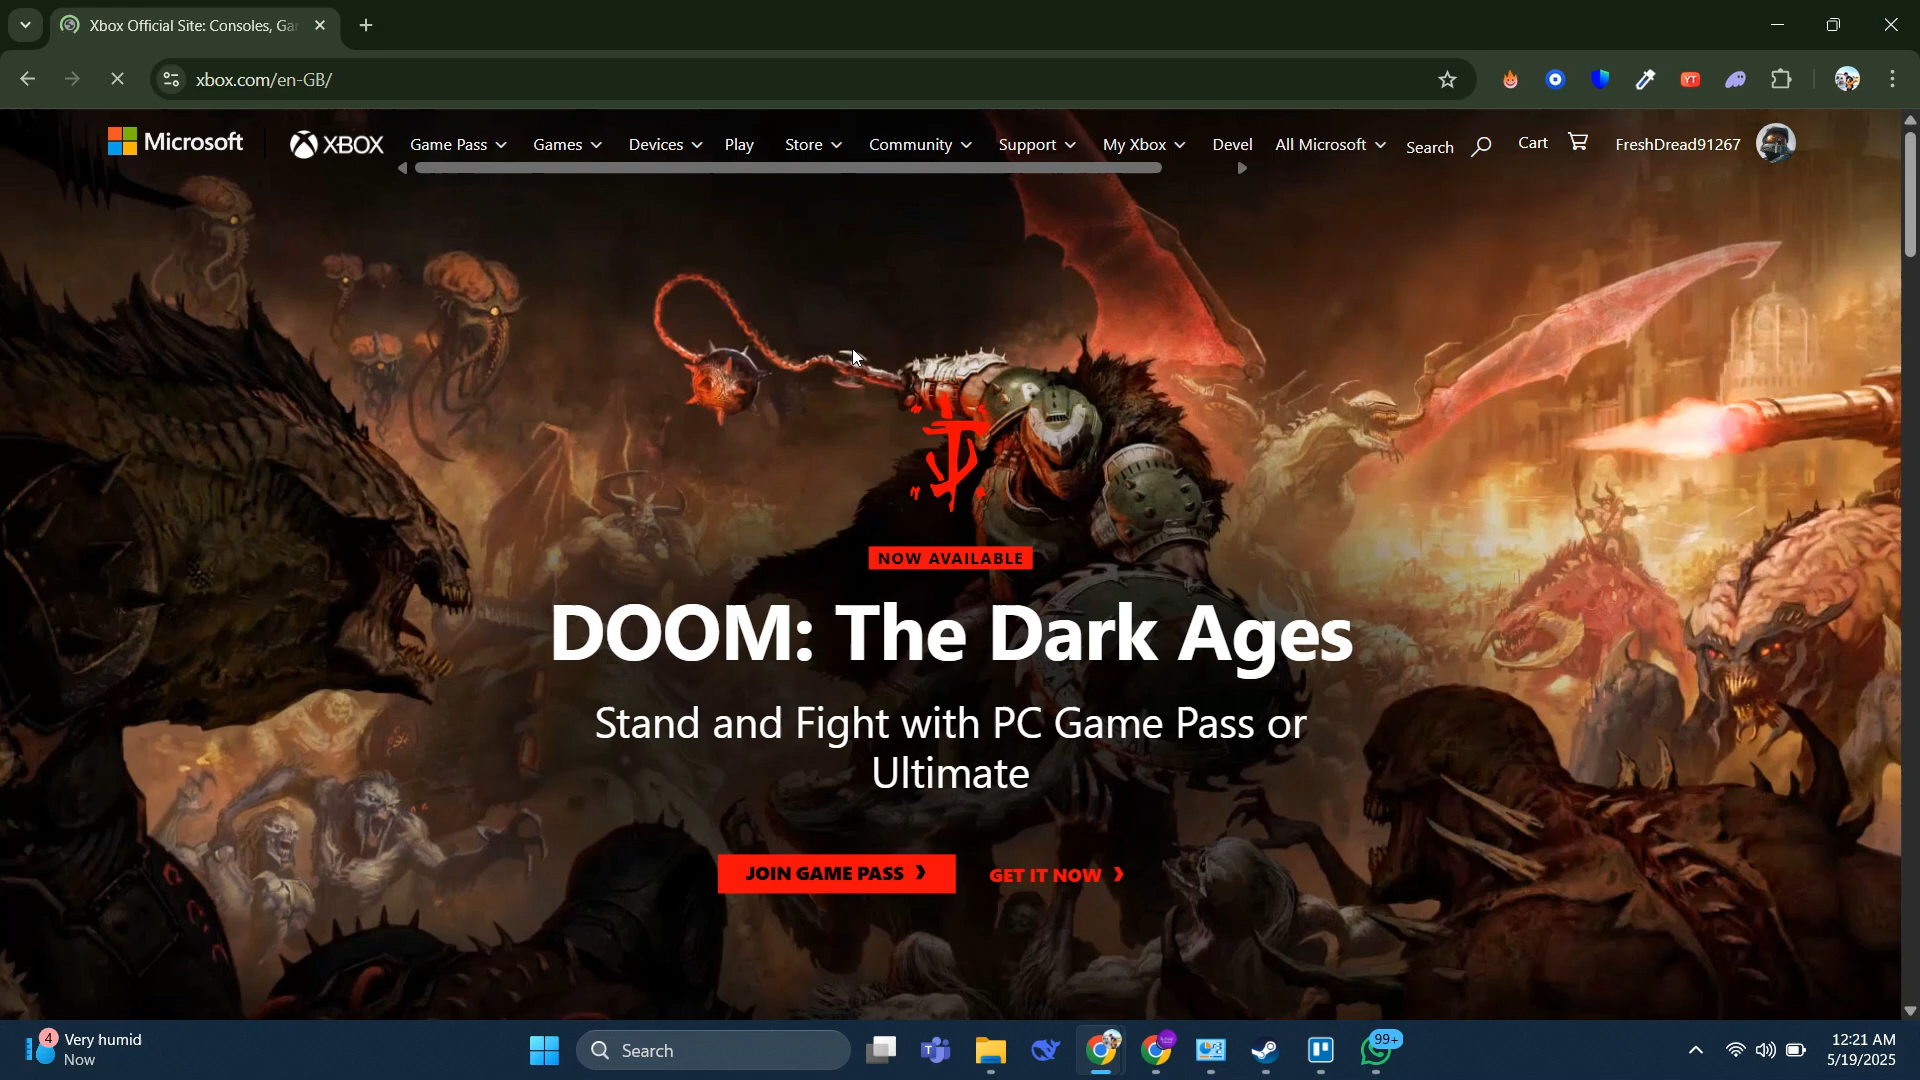 Xbox Official Site: Consoles, Gar
xbox.com/en-GB/
YT
Microsoft
XBOX
Game Pass
Games
Devices
Play
Store
Community
Support
My Xbox
Devel
All Microsoft
Search
Cart
FreshDread91267
NOW AVAILABLE
DOOM: The Dark Ages
Stand and Fight with PC Game Pass or
Ultimate
JOIN GAME PASS
GET IT NOW
4
Very humid
Now
Search
99+
12:21 AM
5/19/2025